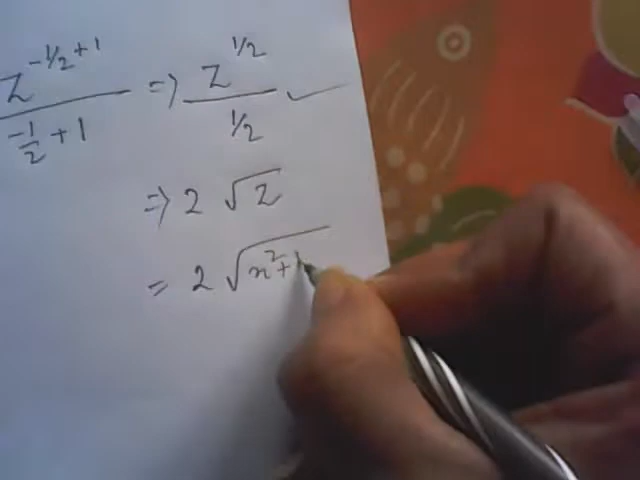 z^{-1/2+1} / (-1/2 + 1) => z^{1/2} / (1/2) ✓
=> 2 √z
= 2 √(x²+1